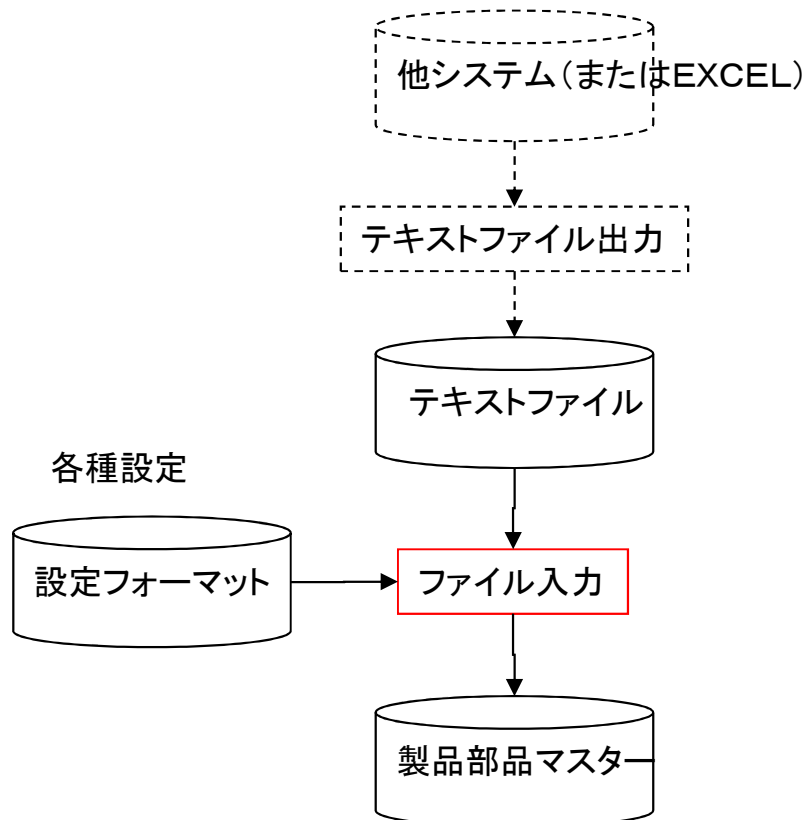 他システム(またはEXCEL)
テキストファイル出力
テキストファイル
各種設定
設定フォーマット
ファイル入力
製品部品マスター